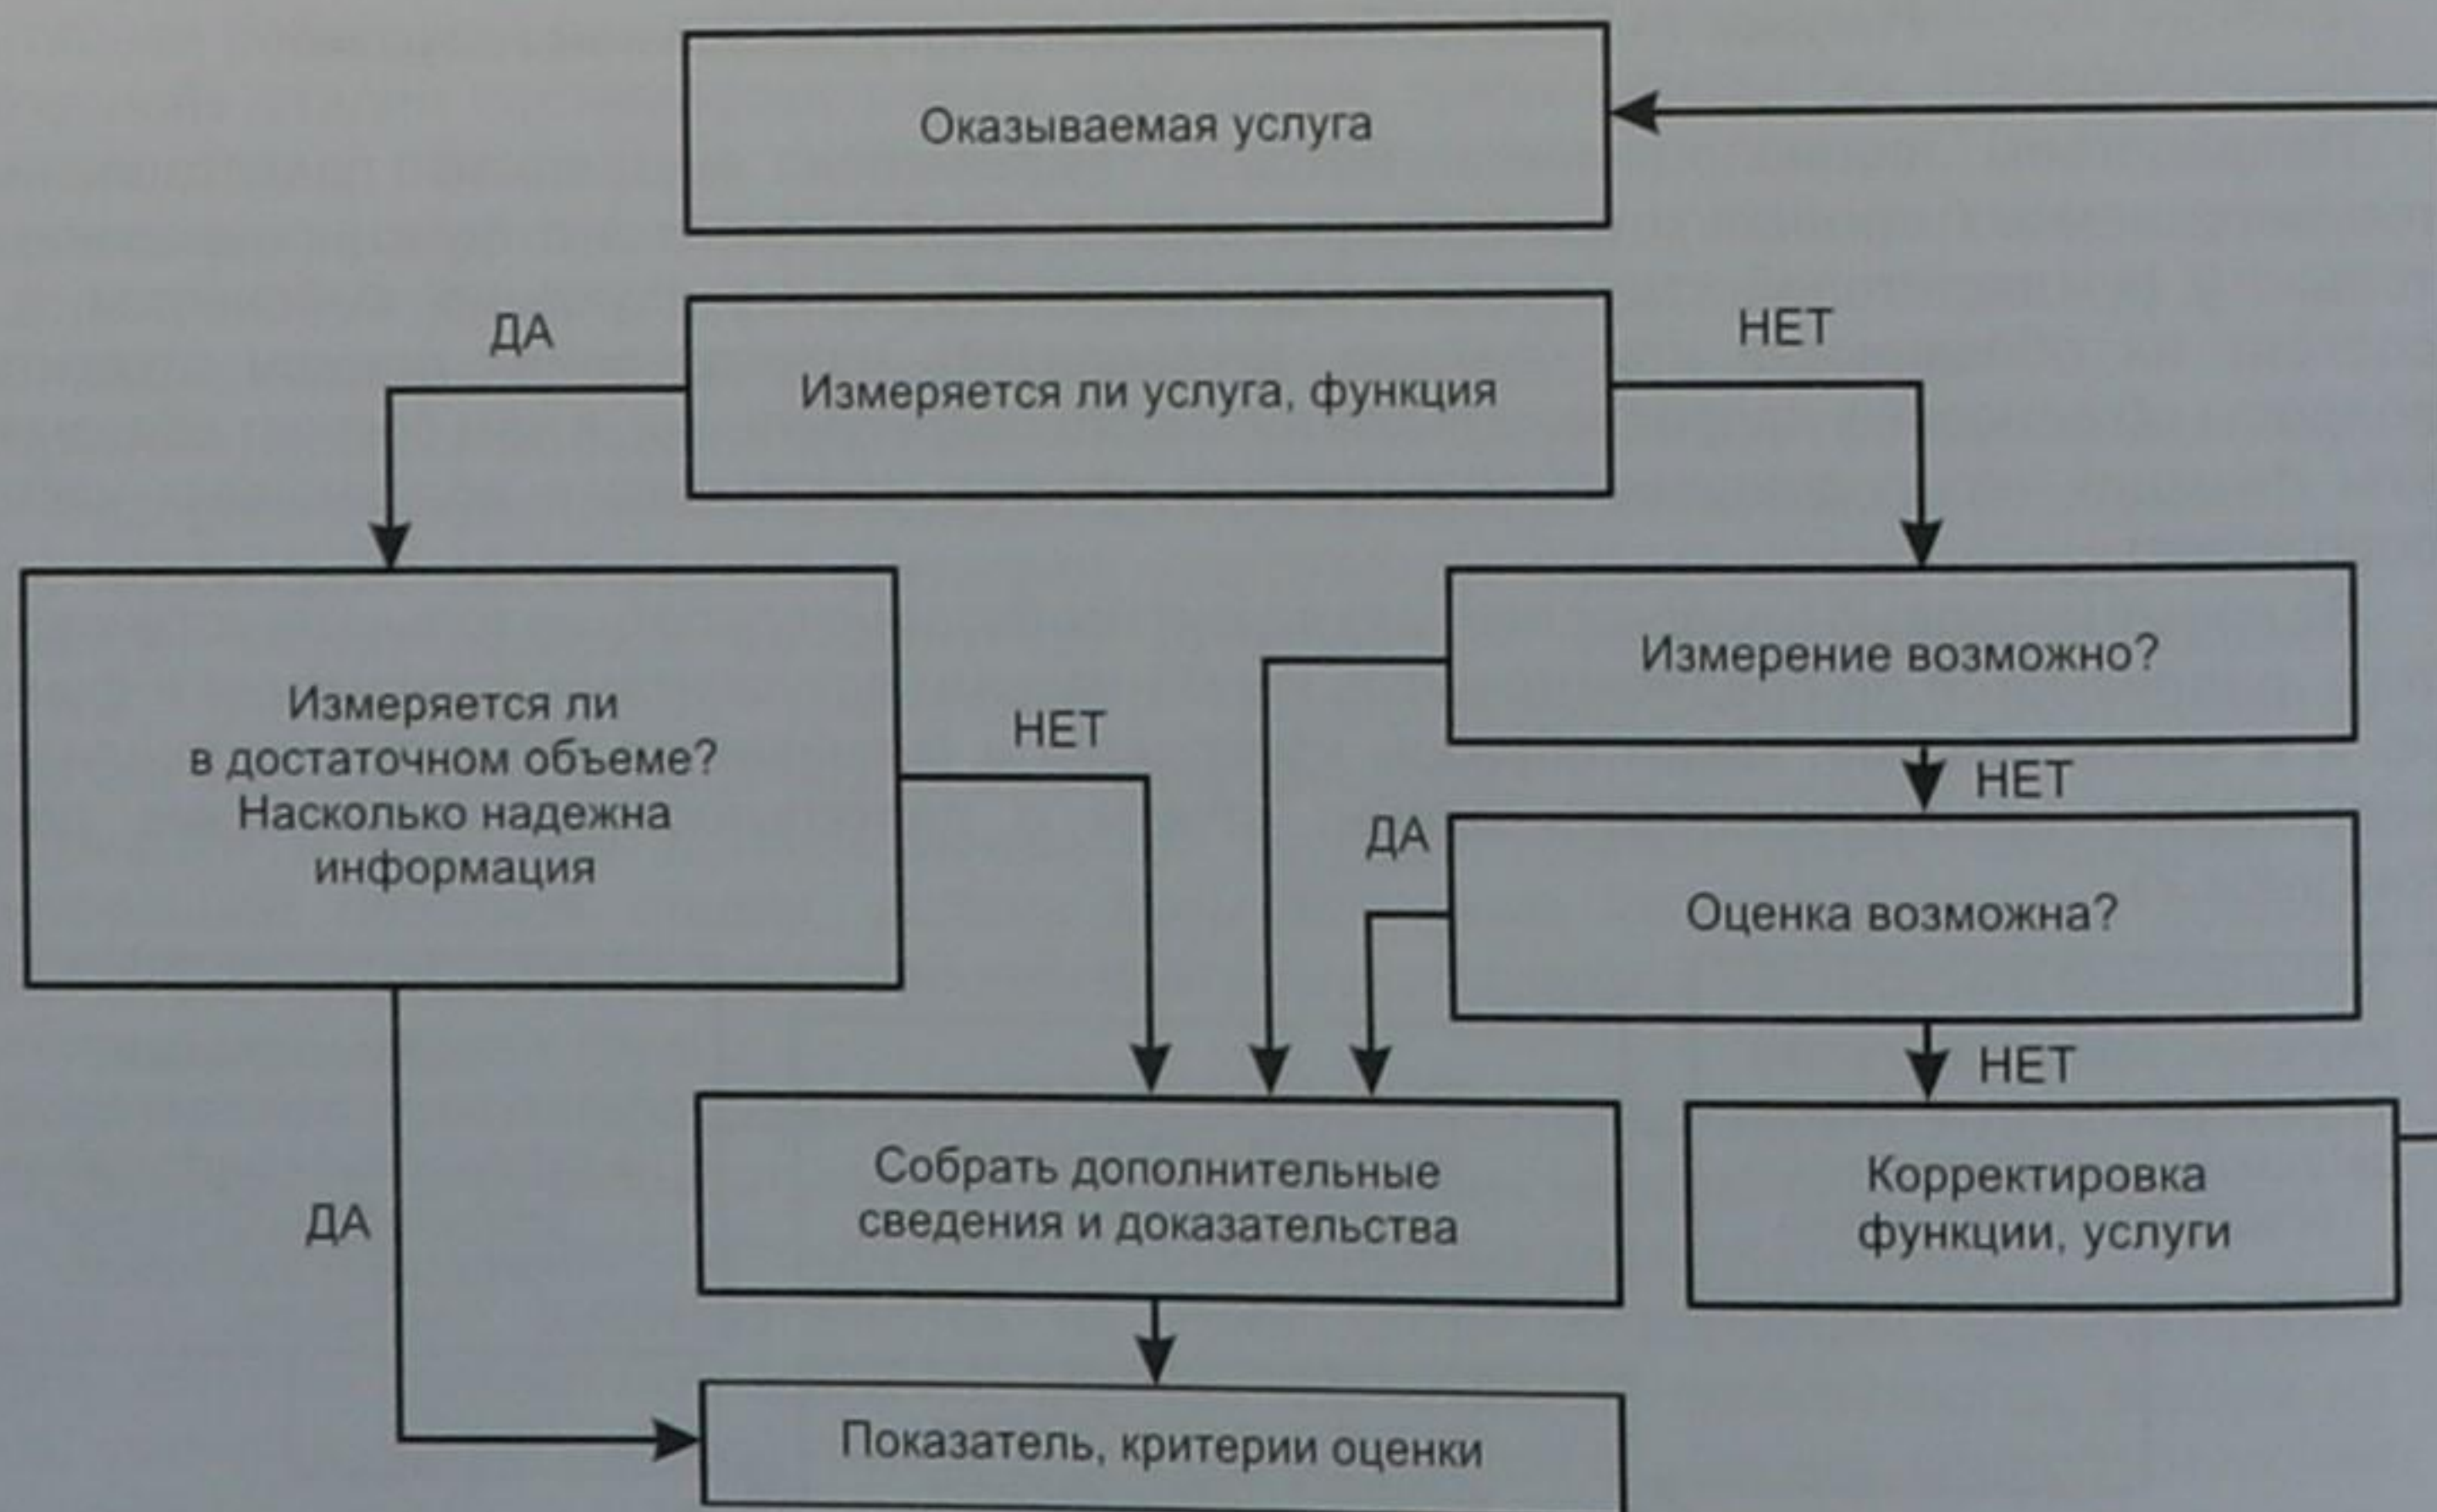 Оказываемая услуга
ДА
НЕТ
Измеряется ли услуга, функция
Измеряется ли
в достаточном объеме?
Насколько надежна
информация
НЕТ
Измерение возможно?
НЕТ
ДА
Оценка возможна?
НЕТ
Собрать дополнительные
сведения и доказательства
Корректировка
функции, услуги
ДА
Показатель, критерии оценки